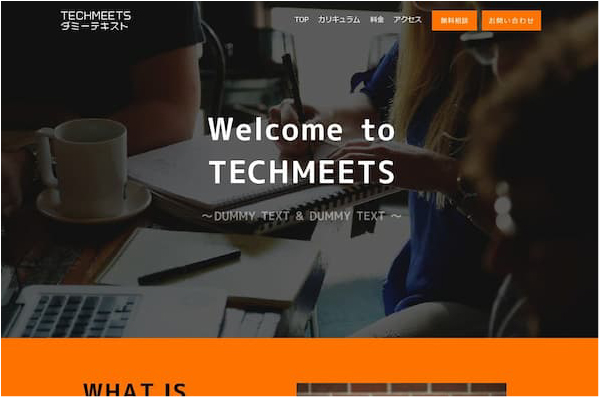 TECHMEETS
ダミーテキスト
TOP カリキュラム 料金 アクセス 無料相談 お問い合わせ
Welcome to
TECHMEETS
〜DUMMY TEXT & DUMMY TEXT 〜
WHAT IS